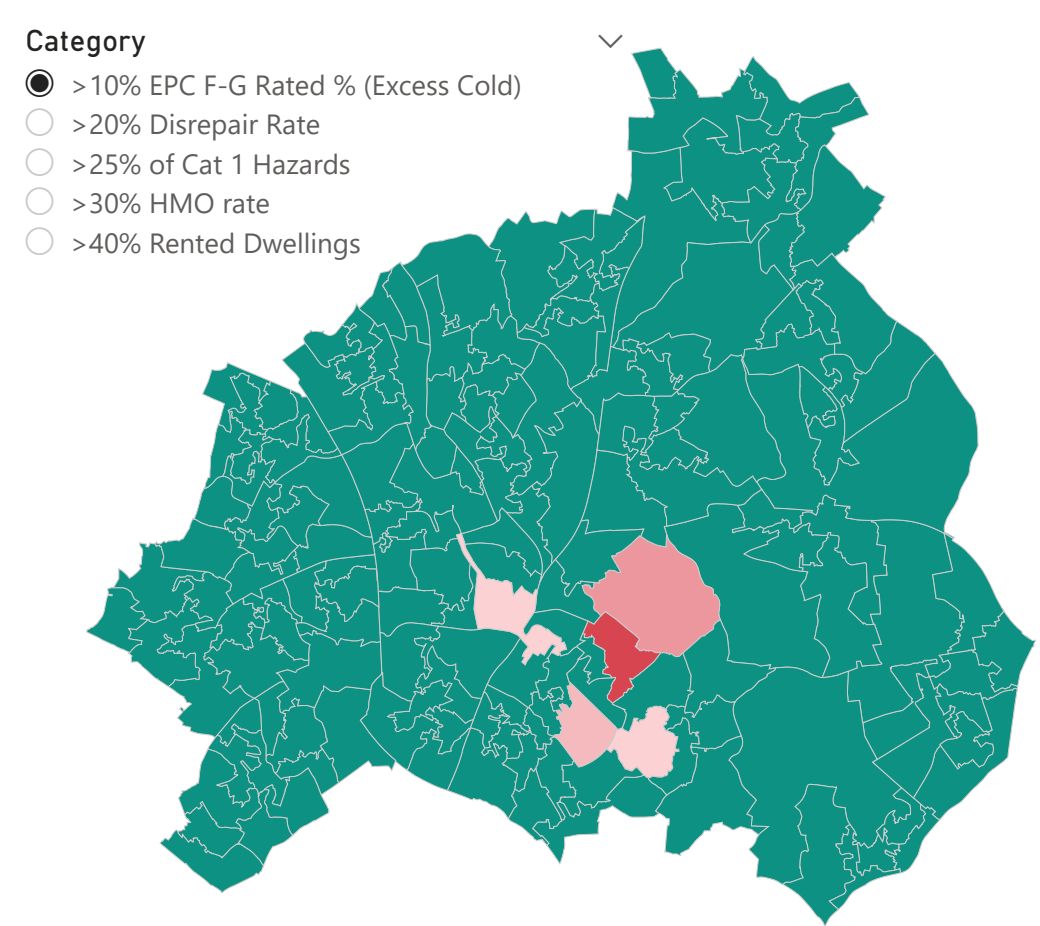 Category
>10% EPC F-G Rated % (Excess Cold)
>20% Disrepair Rate
>25% of Cat 1 Hazards
>30% HMO rate
>40% Rented Dwellings